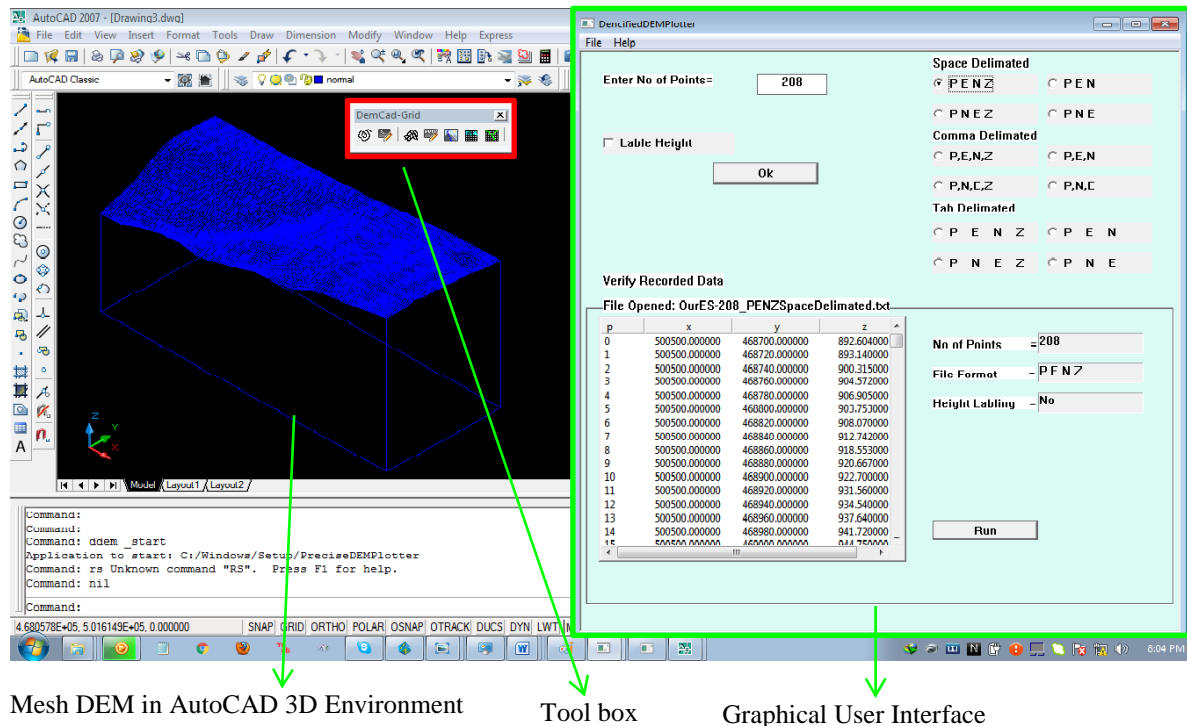 AutoCAD 2007 - [Drawing3.dwg]
File Edit View Insert Format Tools Draw Dimension Modify Window Help Express
AutoCAD Classic
normal
DemCad-Grid
Z
Y
X
A
Model Layout1 Layout2
Command:
Command:
Command: ddem _start
Application to start: C:/Windows/Setup/PreciseDEMPlotter
Command: rs Unknown command "RS". Press F1 for help.
Command: nil
Command:
4.680578E+05, 5.016149E+05, 0.000000 SNAP GRID ORTHO POLAR OSNAP OTRACK DUCS DYN LWT
DencifiedDEMPlotter
File Help
Enter No of Points= 208
Lable Height
Ok
Space Delimated
P E N Z P E N
P N E Z P N E
Comma Delimated
P,E,N,Z P,E,N
P,N,E,Z P,N,E
Tab Delimated
P E N Z P E N
P N E Z P N E
Verify Recorded Data
File Opened: OurES-208_PENZSpaceDelimated.txt
p x y z
0 500500.000000 468700.000000 892.604000
1 500500.000000 468720.000000 893.140000
2 500500.000000 468740.000000 900.315000
3 500500.000000 468760.000000 904.572000
4 500500.000000 468780.000000 906.905000
5 500500.000000 468800.000000 903.753000
6 500500.000000 468820.000000 908.070000
7 500500.000000 468840.000000 912.742000
8 500500.000000 468860.000000 918.553000
9 500500.000000 468880.000000 920.667000
10 500500.000000 468900.000000 922.700000
11 500500.000000 468920.000000 931.560000
12 500500.000000 468940.000000 934.540000
13 500500.000000 468960.000000 937.640000
14 500500.000000 468980.000000 941.720000
15 500500.000000 469000.000000 944.750000
No of Points = 208
File Format = P E N Z
Height Labling = No
Run
8:04 PM
Mesh DEM in AutoCAD 3D Environment
Tool box
Graphical User Interface